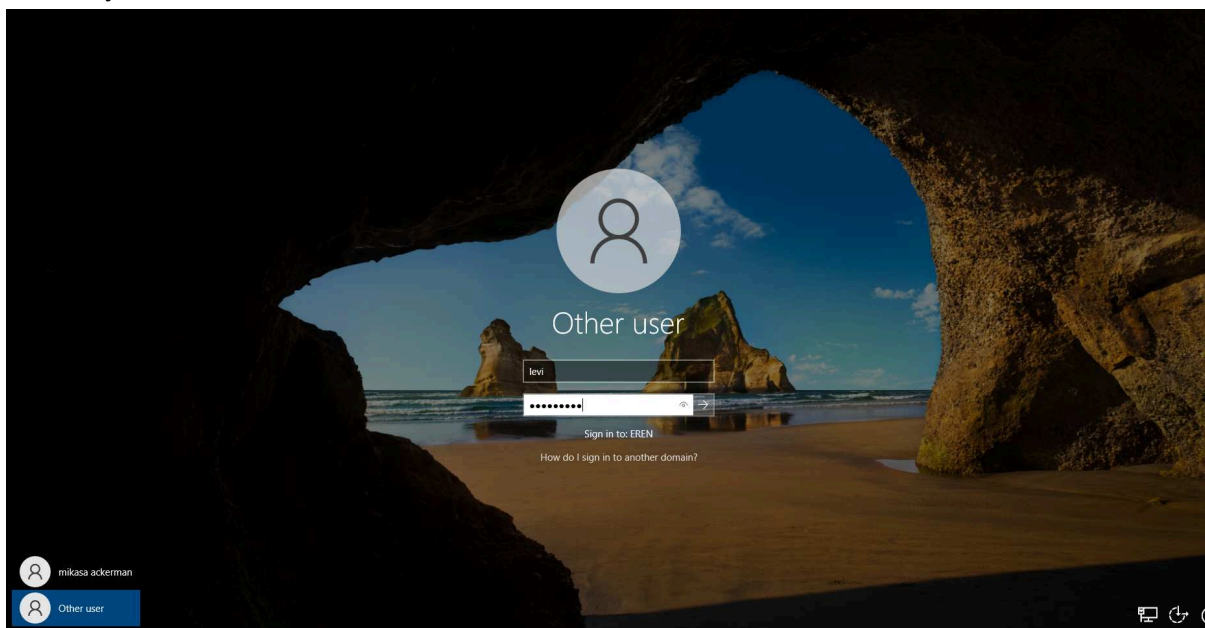 Other user
levi
Sign in to: EREN
How do I sign in to another domain?
mikasa ackerman
Other user